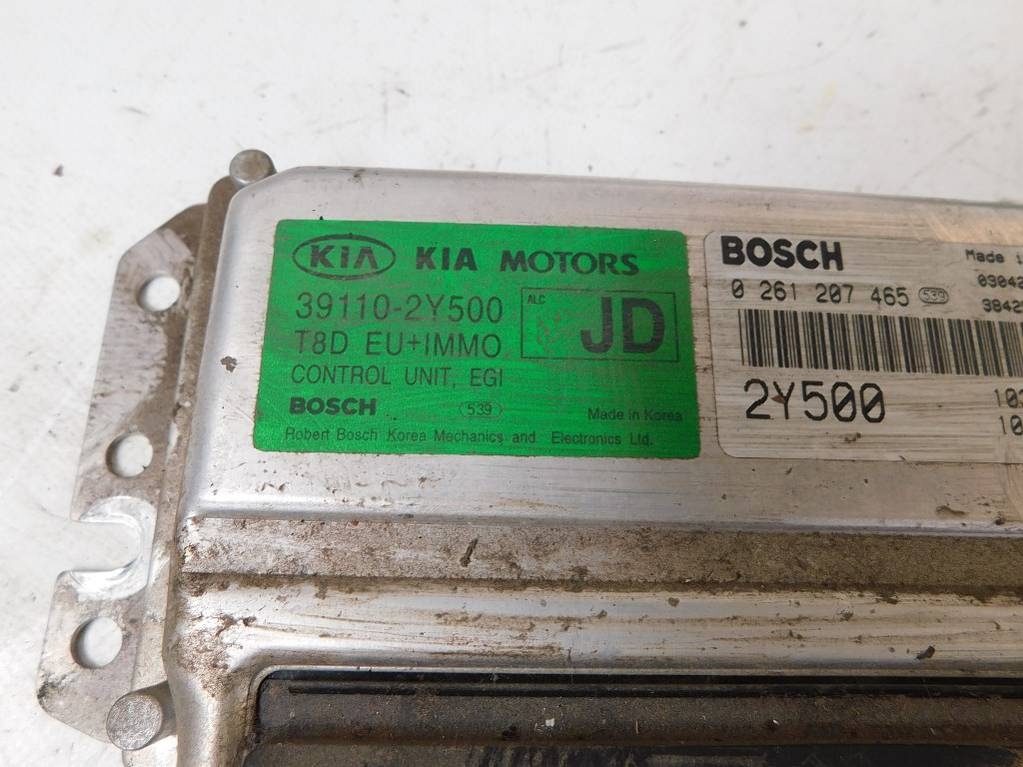 KIA KIA MOTORS
39110-2Y500
T8D EU+IMMO
ALC
JD
CONTROL UNIT, EGI
BOSCH 539 Made in Korea
Robert Bosch Korea Mechanics and Electronics Ltd.
BOSCH Made
0 261 207 465 539
2Y500